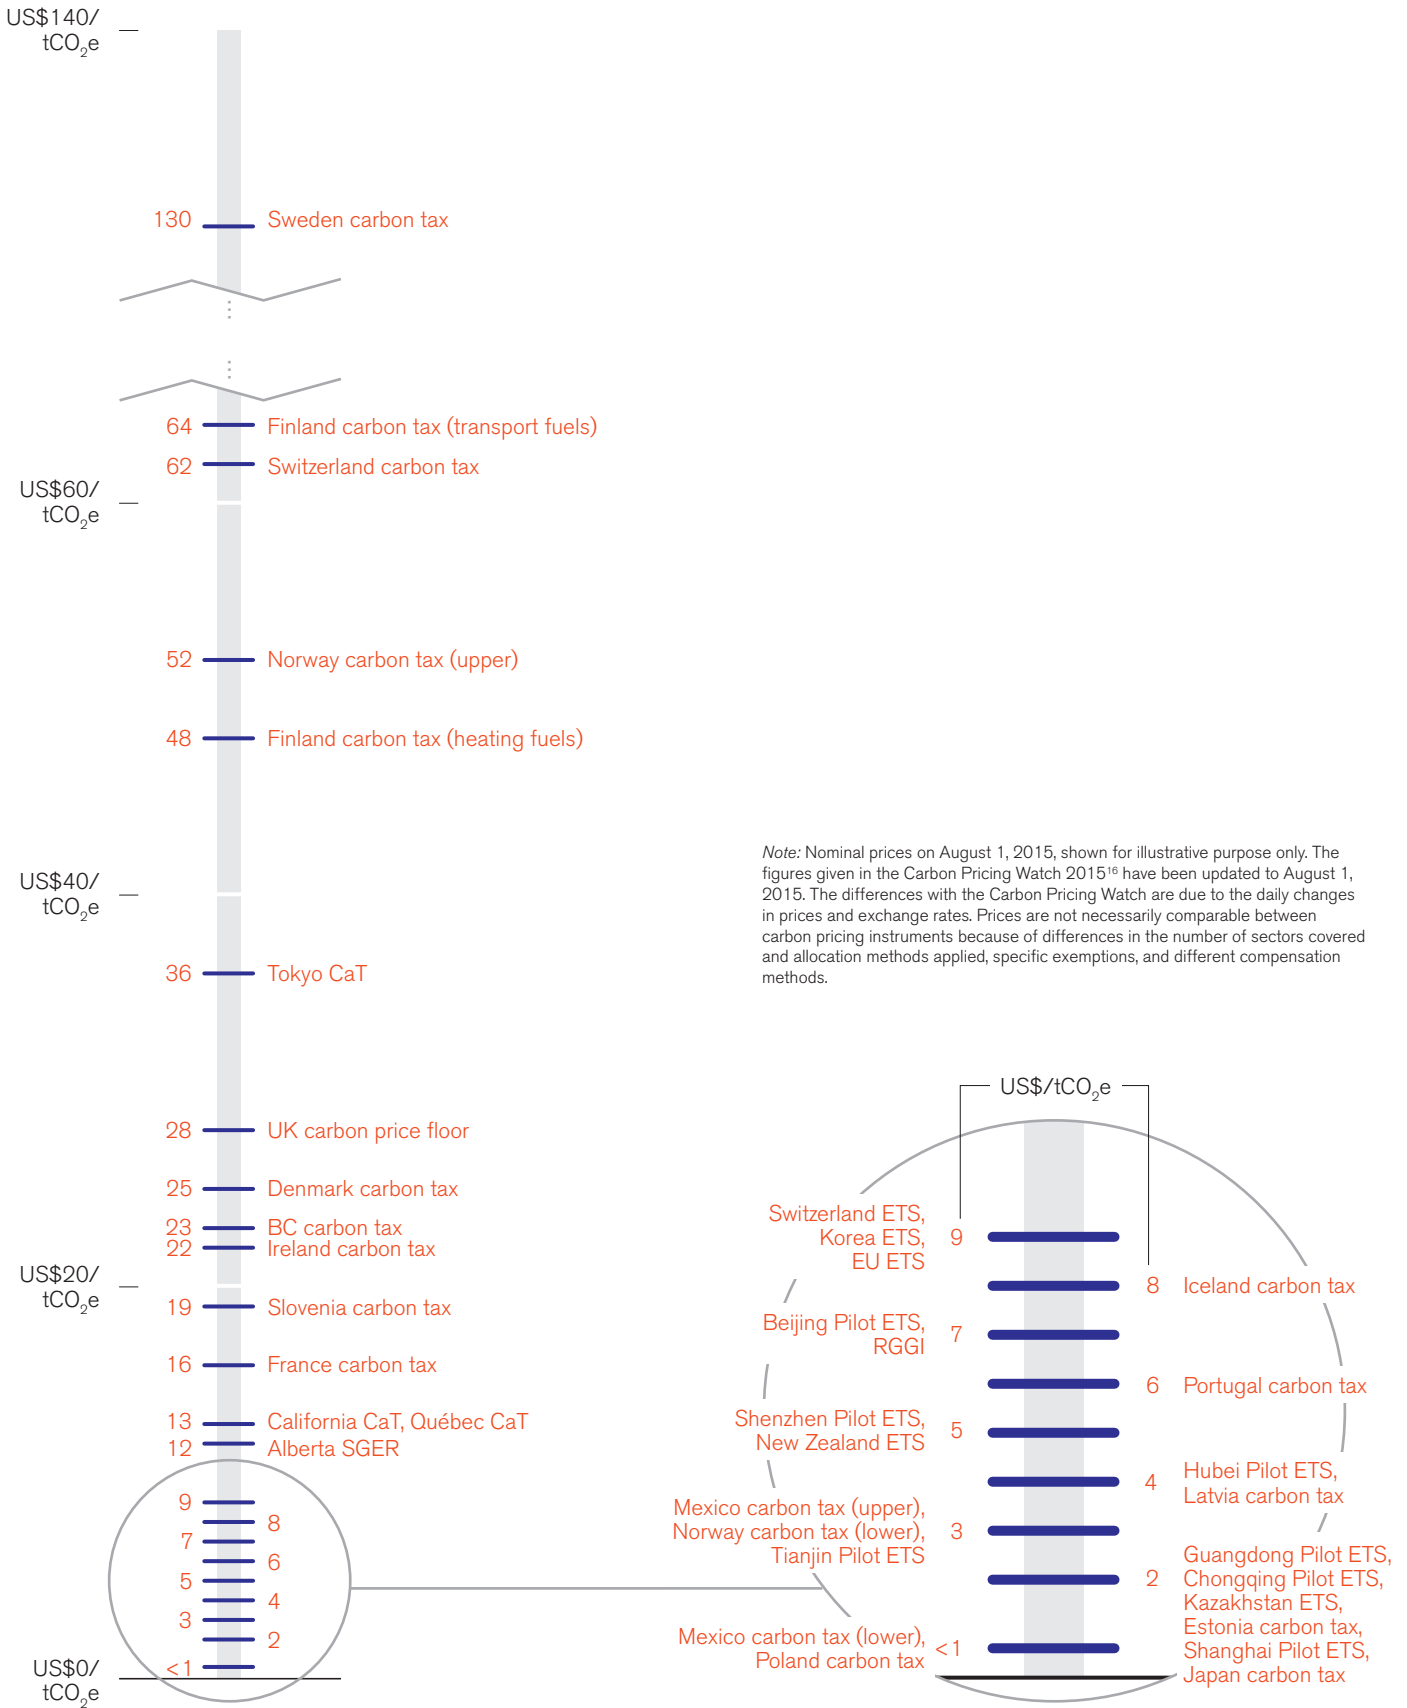 US$140/
tCO₂e
130 Sweden carbon tax
64 Finland carbon tax (transport fuels)
62 Switzerland carbon tax
US$60/
tCO₂e
52 Norway carbon tax (upper)
48 Finland carbon tax (heating fuels)
US$40/
tCO₂e
36 Tokyo CaT
28 UK carbon price floor
25 Denmark carbon tax
23 BC carbon tax
22 Ireland carbon tax
US$20/
tCO₂e
19 Slovenia carbon tax
16 France carbon tax
13 California CaT, Québec CaT
12 Alberta SGER
9
8
7
6
5
4
3
2
<1
US$0/
tCO₂e
Note: Nominal prices on August 1, 2015, shown for illustrative purpose only. The
figures given in the Carbon Pricing Watch 2015¹⁶ have been updated to August 1,
2015. The differences with the Carbon Pricing Watch are due to the daily changes
in prices and exchange rates. Prices are not necessarily comparable between
carbon pricing instruments because of differences in the number of sectors covered
and allocation methods applied, specific exemptions, and different compensation
methods.
US$/tCO₂e
Switzerland ETS,
Korea ETS, 9
EU ETS
8 Iceland carbon tax
Beijing Pilot ETS,
RGGI 7
6 Portugal carbon tax
Shenzhen Pilot ETS,
New Zealand ETS 5
4 Hubei Pilot ETS,
Latvia carbon tax
Mexico carbon tax (upper),
Norway carbon tax (lower), 3
Tianjin Pilot ETS
Guangdong Pilot ETS,
2 Chongqing Pilot ETS,
Kazakhstan ETS,
Estonia carbon tax,
Shanghai Pilot ETS,
Japan carbon tax
Mexico carbon tax (lower), <1
Poland carbon tax